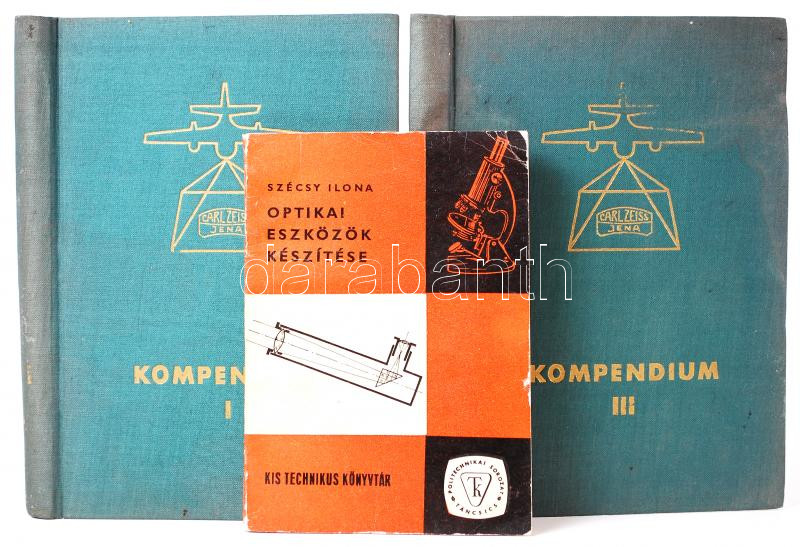 CARL ZEISS
JENA
KOMPEN
I
SZÉCSY ILONA
OPTIKAI
ESZKÖZÖK
KÉSZÍTÉSE
KIS TECHNIKUS KÖNYVTÁR
POLITECHNIKAI SOROZAT
TK
TÁNCSICS
CARL ZEISS
JENA
KOMPENDIUM
III
darabanth